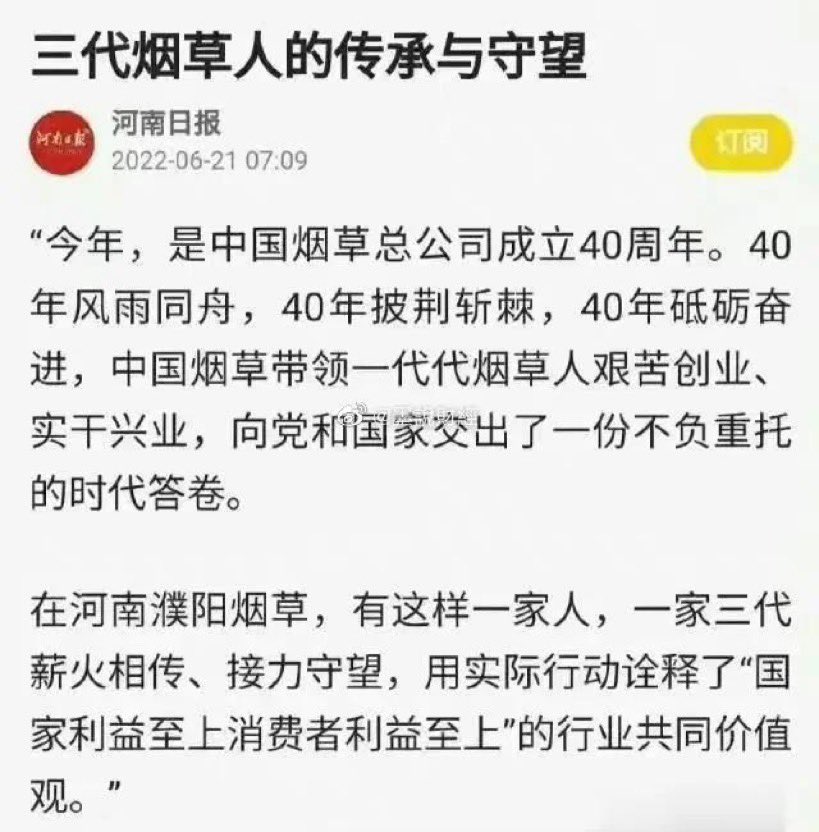 三代烟草人的传承与守望
河南日报
河南日报
2022-06-21 07:09
订阅
“今年，是中国烟草总公司成立40周年。40
年风雨同舟，40年披荆斩棘，40年砥砺奋
进，中国烟草带领一代代烟草人艰苦创业、
实干兴业，向党和国家交出了一份不负重托
的时代答卷。
在河南濮阳烟草，有这样一家人，一家三代
薪火相传、接力守望，用实际行动诠释了“国
家利益至上消费者利益至上”的行业共同价值
观。”